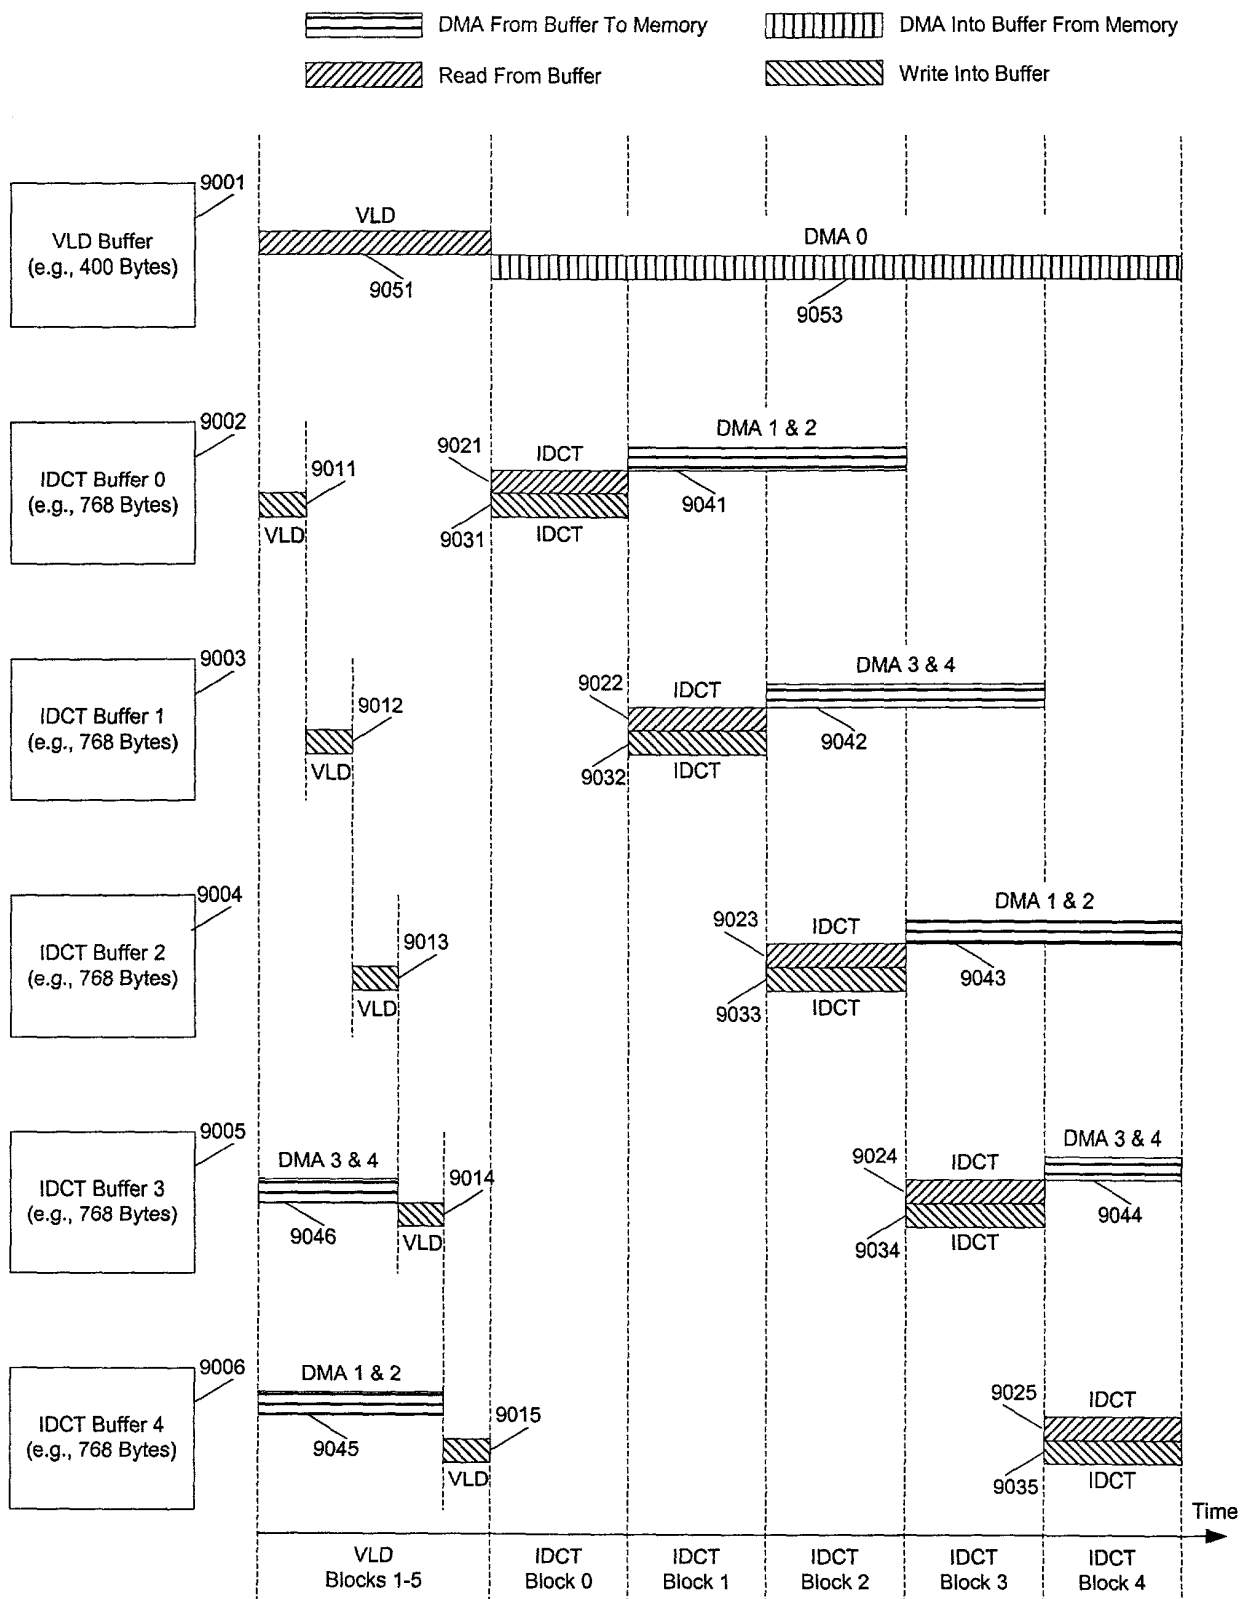 DMA From Buffer To Memory
DMA Into Buffer From Memory
Read From Buffer
Write Into Buffer
9001
VLD Buffer
(e.g., 400 Bytes)
VLD
9051
DMA 0
9053
9002
IDCT Buffer 0
(e.g., 768 Bytes)
9011
VLD
9021
IDCT
9031
IDCT
DMA 1 & 2
9041
9003
IDCT Buffer 1
(e.g., 768 Bytes)
9012
VLD
9022
IDCT
9032
IDCT
DMA 3 & 4
9042
9004
IDCT Buffer 2
(e.g., 768 Bytes)
9013
VLD
9023
IDCT
9033
IDCT
DMA 1 & 2
9043
9005
IDCT Buffer 3
(e.g., 768 Bytes)
DMA 3 & 4
9046
9014
VLD
9024
IDCT
9034
IDCT
DMA 3 & 4
9044
9006
IDCT Buffer 4
(e.g., 768 Bytes)
DMA 1 & 2
9045
9015
VLD
9025
IDCT
9035
IDCT
Time
VLD
Blocks 1-5
IDCT
Block 0
IDCT
Block 1
IDCT
Block 2
IDCT
Block 3
IDCT
Block 4